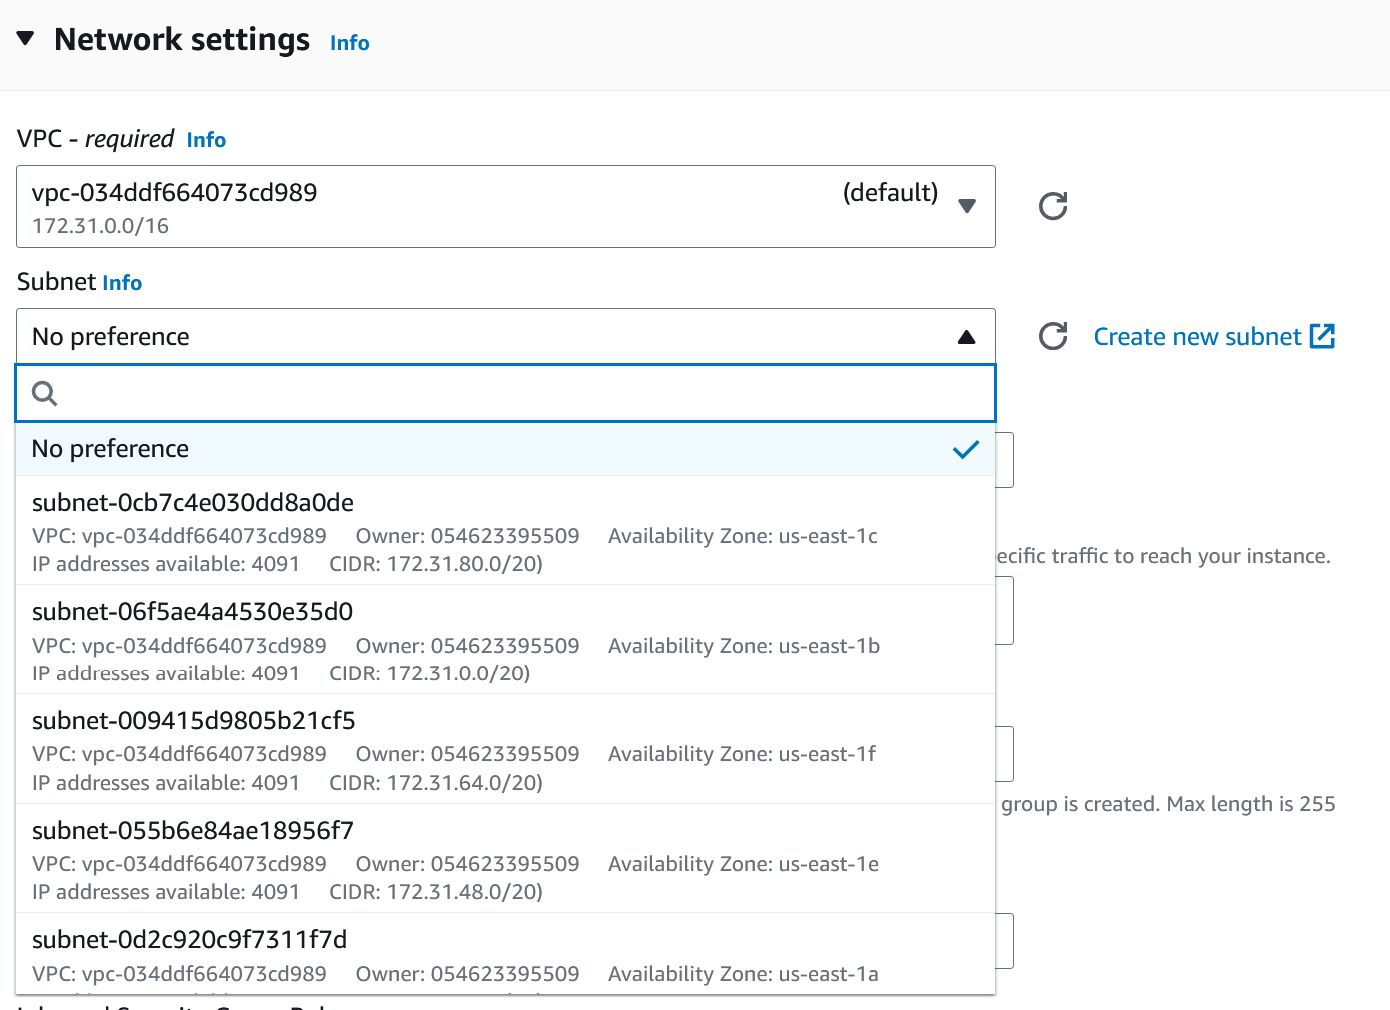 Network settings Info
VPC - required Info
vpc-034ddf664073cd989 (default)
172.31.0.0/16
Subnet Info
No preference
Create new subnet
No preference
subnet-0cb7c4e030dd8a0de
VPC: vpc-034ddf664073cd989 Owner: 054623395509 Availability Zone: us-east-1c
IP addresses available: 4091 CIDR: 172.31.80.0/20)
ecific traffic to reach your instance.
subnet-06f5ae4a4530e35d0
VPC: vpc-034ddf664073cd989 Owner: 054623395509 Availability Zone: us-east-1b
IP addresses available: 4091 CIDR: 172.31.0.0/20)
subnet-009415d9805b21cf5
VPC: vpc-034ddf664073cd989 Owner: 054623395509 Availability Zone: us-east-1f
IP addresses available: 4091 CIDR: 172.31.64.0/20)
group is created. Max length is 255
subnet-055b6e84ae18956f7
VPC: vpc-034ddf664073cd989 Owner: 054623395509 Availability Zone: us-east-1e
IP addresses available: 4091 CIDR: 172.31.48.0/20)
subnet-0d2c920c9f7311f7d
VPC: vpc-034ddf664073cd989 Owner: 054623395509 Availability Zone: us-east-1a